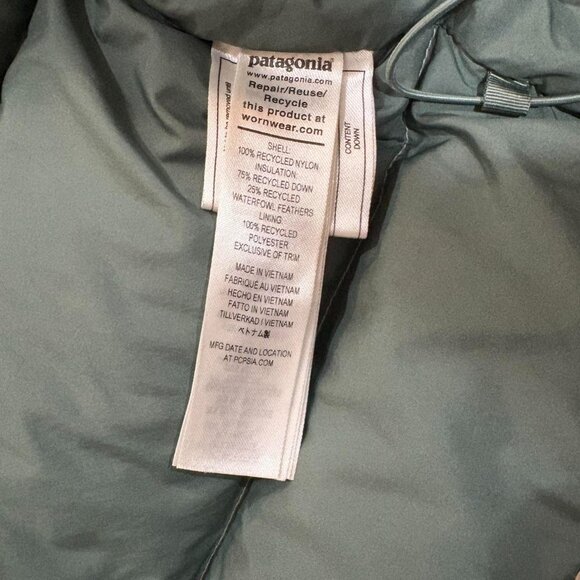 patagonia®
www.patagonia.com
Repair/Reuse/
Recycle
this product at
wornwear.com
SHELL:
100% RECYCLED NYLON
INSULATION:
75% RECYCLED DOWN
25% RECYCLED
WATERFOWL FEATHERS
LINING:
100% RECYCLED
POLYESTER
EXCLUSIVE OF TRIM
MADE IN VIETNAM
FABRIQUÉ AU VIETNAM
HECHO EN VIETNAM
FATTO IN VIETNAM
TILLVERKAD I VIETNAM
ベトナム製
MFG DATE AND LOCATION
AT PCPSIA.COM
CONTENT
DOWN